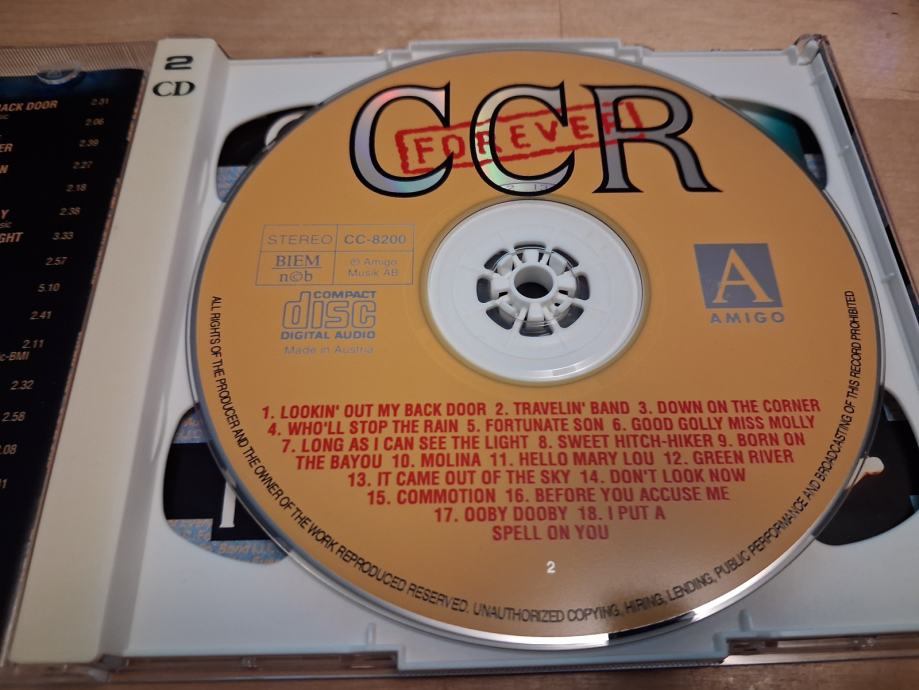 2
CD
BACK DOOR 2.31
2.06
2.39
2.27
2.18
2.38
3.33
2.57
5.10
2.41
2.11
-BMI
2.32
2.58
CCR
FOREVER
STEREO CC-8200
BIEM
n©b
℗ Amigo
Musik AB
COMPACT
disc
DIGITAL AUDIO
Made in Austria
A
AMIGO
1. LOOKIN' OUT MY BACK DOOR 2. TRAVELIN' BAND 3. DOWN ON THE CORNER
4. WHO'LL STOP THE RAIN 5. FORTUNATE SON 6. GOOD GOLLY MISS MOLLY
7. LONG AS I CAN SEE THE LIGHT 8. SWEET HITCH-HIKER 9. BORN ON
THE BAYOU 10. MOLINA 11. HELLO MARY LOU 12. GREEN RIVER
13. IT CAME OUT OF THE SKY 14. DON'T LOOK NOW
15. COMMOTION 16. BEFORE YOU ACCUSE ME
17. OOBY DOOBY 18. I PUT A
SPELL ON YOU
2
ALL RIGHTS OF THE PRODUCER AND THE OWNER OF THE WORK REPRODUCED RESERVED. UNAUTHORIZED COPYING, HIRING, LENDING, PUBLIC PERFORMANCE AND BROADCASTING OF THIS RECORD PROHIBITED